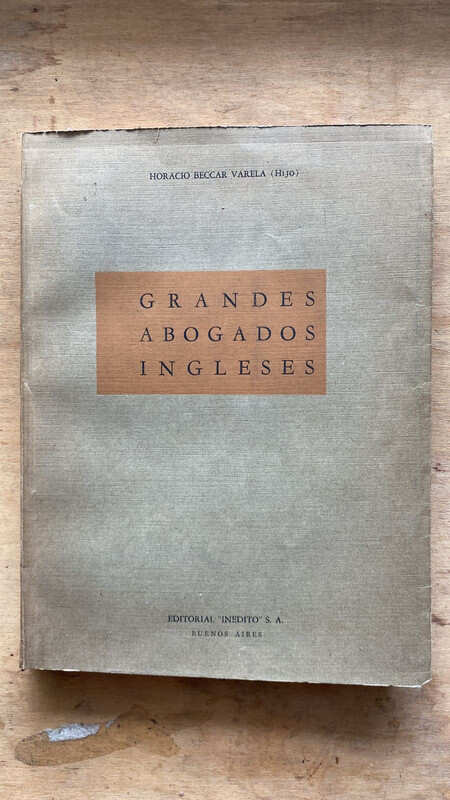 HORACIO BECCAR VARELA (HIJO)
GRANDES
ABOGADOS
INGLESES
EDITORIAL "INEDITO" S. A.
BUENOS AIRES